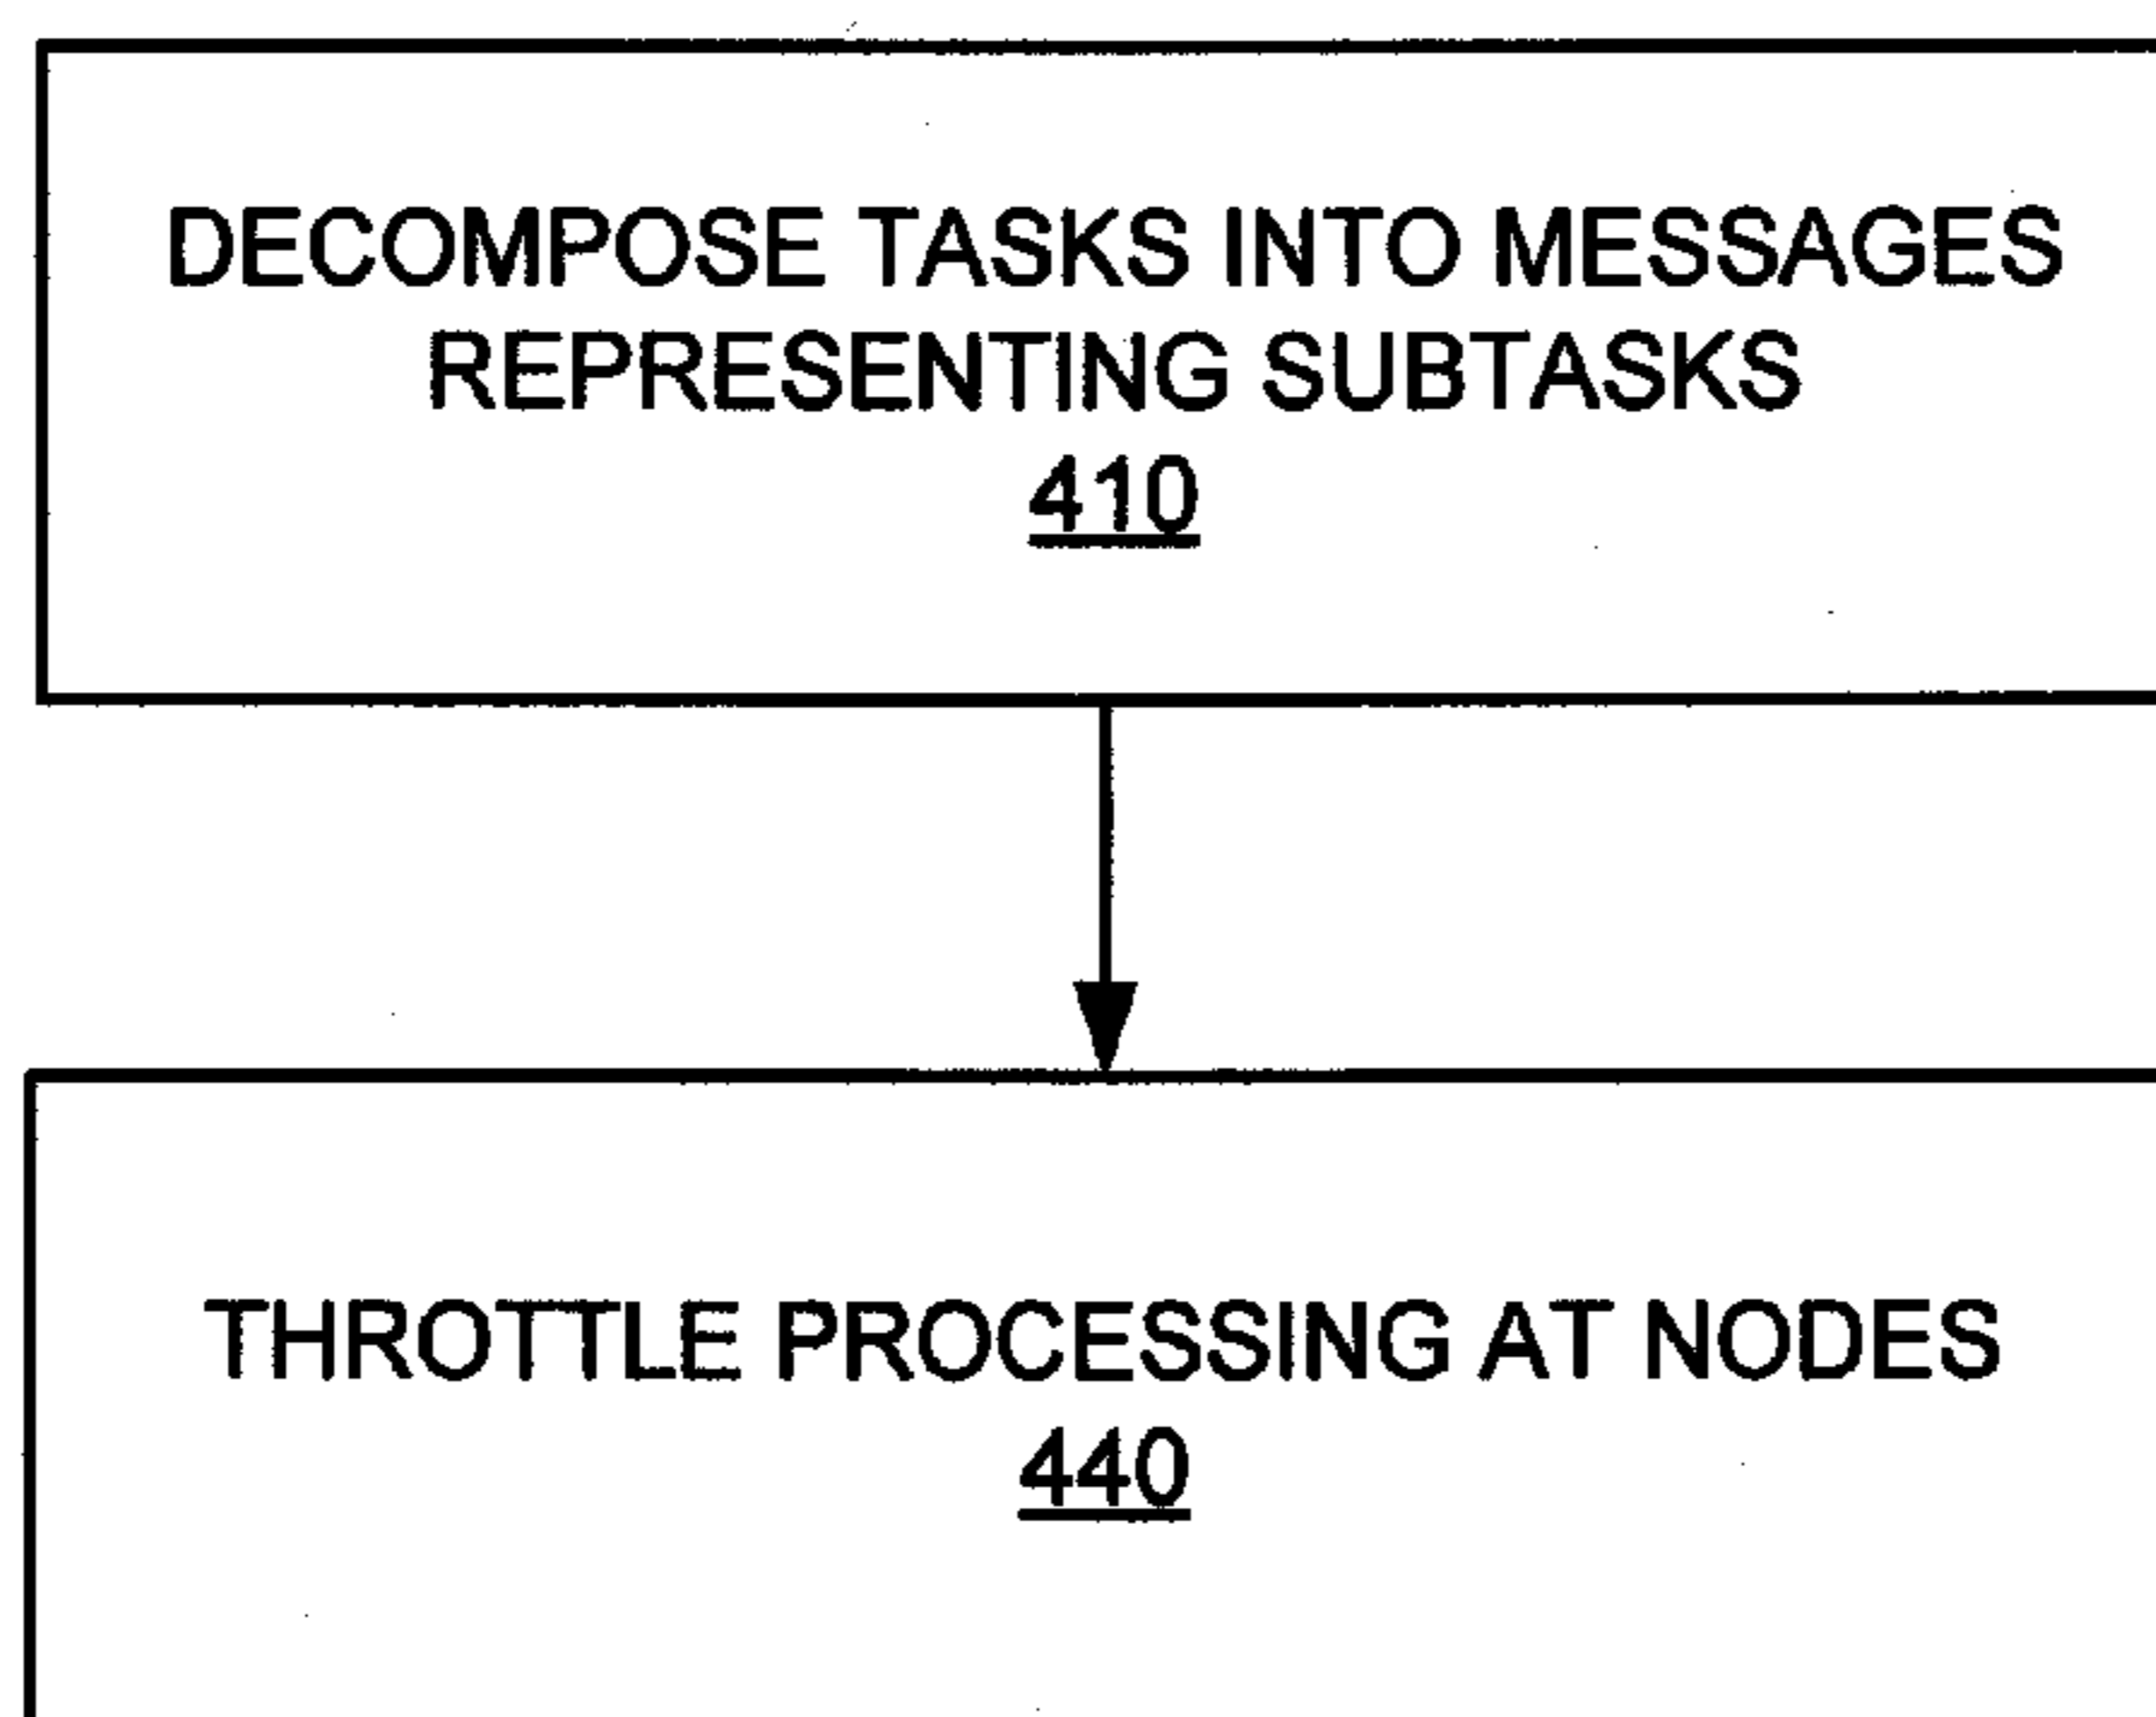 DECOMPOSE TASKS INTO MESSAGES
REPRESENTING SUBTASKS
410
THROTTLE PROCESSING AT NODES
440